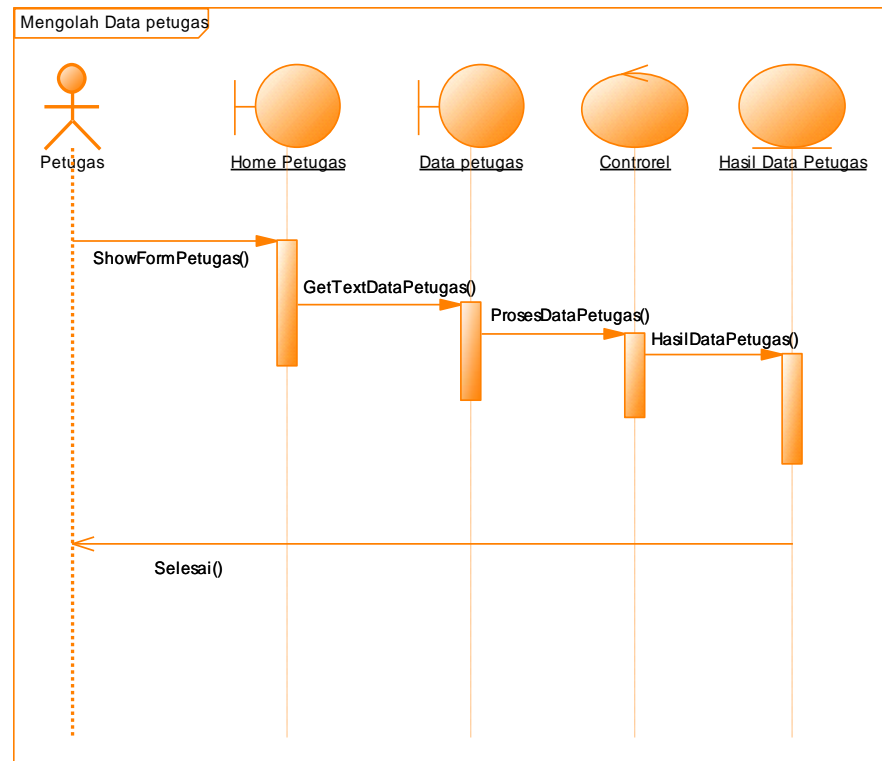 Mengolah Data petugas
Petugas
Home Petugas
Data petugas
Controrel
Hasil Data Petugas
ShowFormPetugas()
GetTextDataPetugas()
ProsesDataPetugas()
HasilDataPetugas()
Selesai()